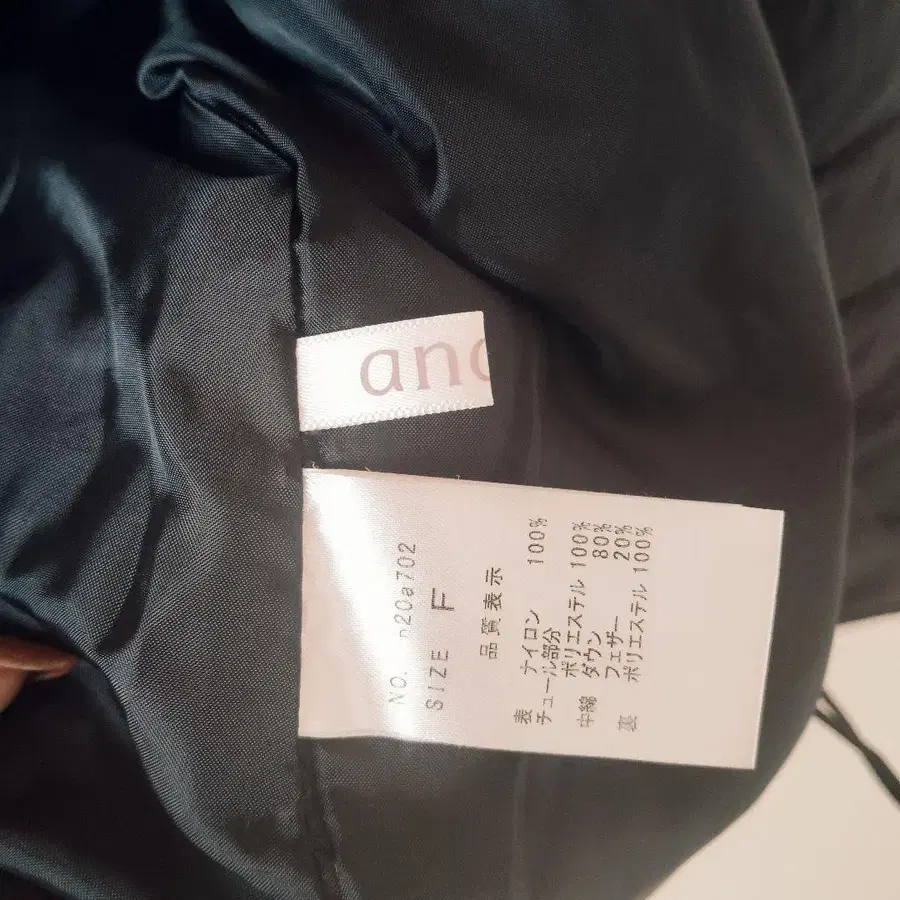 and
NO. n20a702
SIZE F
品質表示
表 ナイロン 100%
チュール部分
ポリエステル 100%
中綿 ダウン 80%
フェザー 20%
裏 ポリエステル 100%